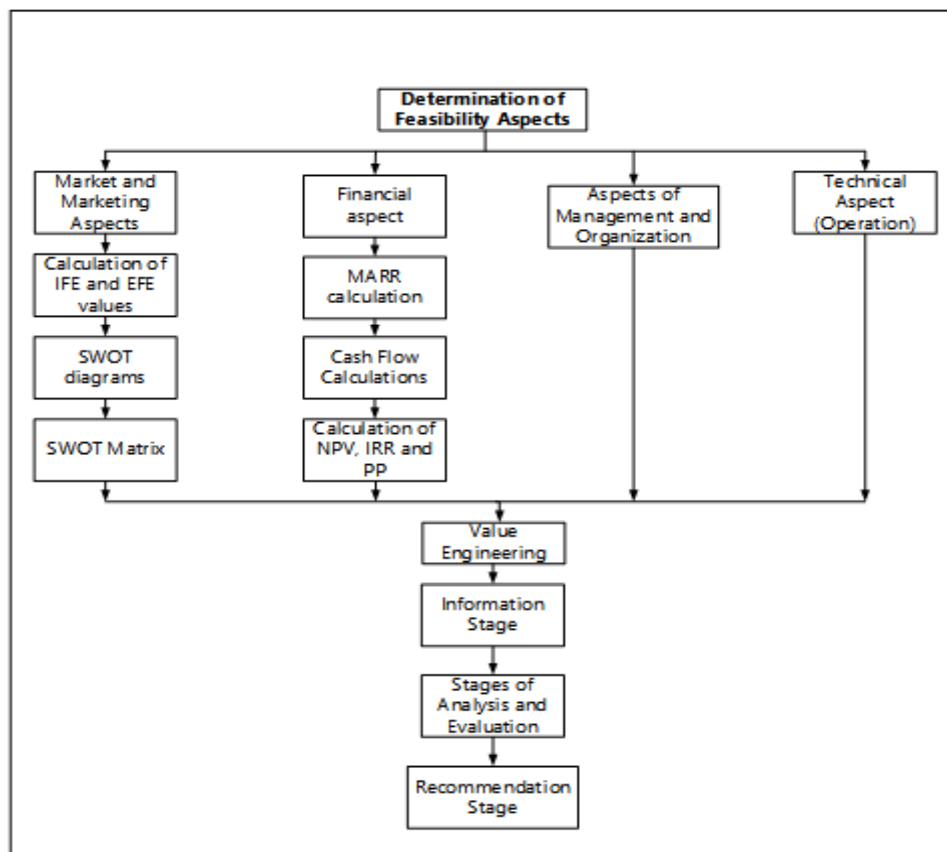 Determination of
Feasibility Aspects
Market and
Marketing
Aspects
Financial
aspect
Aspects of
Management and
Organization
Technical
Aspect
(Operation)
Calculation of
IFE and EFE
values
MARR
calculation
SWOT
diagrams
Cash Flow
Calculations
SWOT Matrix
Calculation of
NPV, IRR and
PP
Value
Engineering
Information
Stage
Stages of
Analysis and
Evaluation
Recommendation
Stage